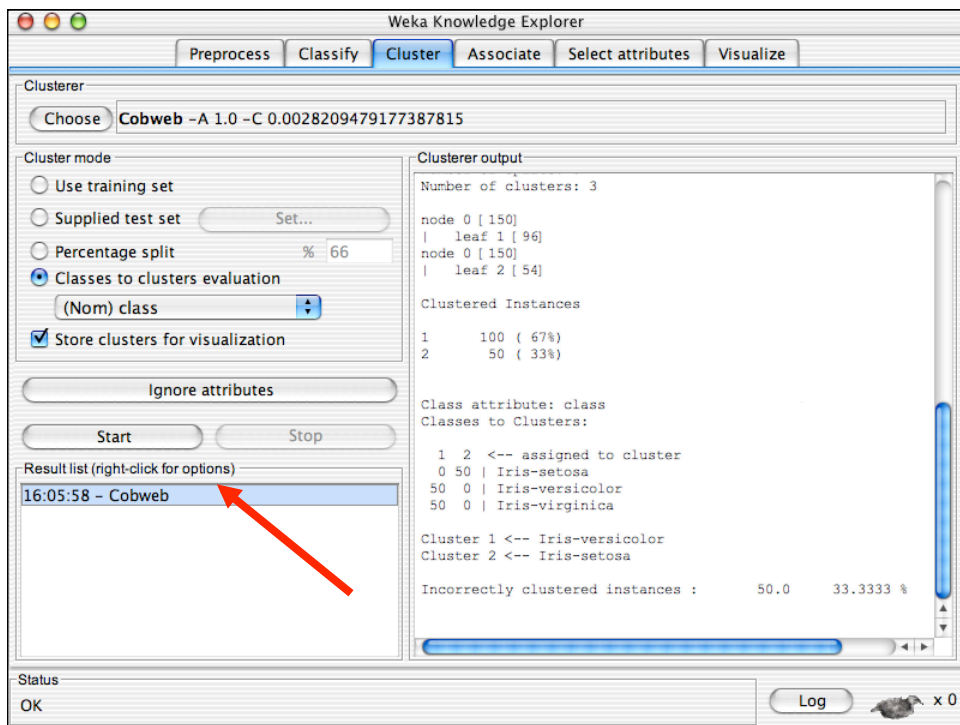 Weka Knowledge Explorer
Preprocess Classify Cluster Associate Select attributes Visualize
Clusterer
Choose Cobweb -A 1.0 -C 0.0028209479177387815
Cluster mode
Use training set
Supplied test set Set...
Percentage split % 66
Classes to clusters evaluation
(Nom) class
Store clusters for visualization
Ignore attributes
Start Stop
Result list (right-click for options)
16:05:58 – Cobweb
Clusterer output
Number of clusters: 3
node 0 [ 150]
| leaf 1 [ 96]
node 0 [ 150]
| leaf 2 [ 54]
Clustered Instances
1 100 ( 67%)
2 50 ( 33%)
Class attribute: class
Classes to Clusters:
1 2 <-- assigned to cluster
0 50 | Iris-setosa
50 0 | Iris-versicolor
50 0 | Iris-virginica
Cluster 1 <-- Iris-versicolor
Cluster 2 <-- Iris-setosa
Incorrectly clustered instances : 50.0 33.3333 %
Status
OK
Log x 0